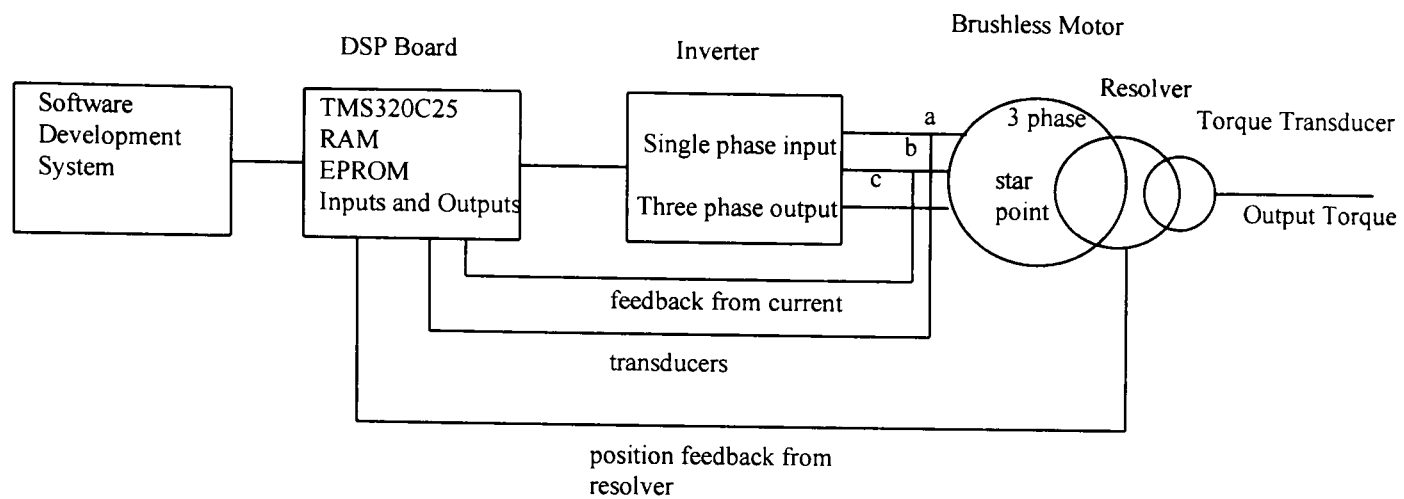 Brushless Motor
DSP Board
Inverter
Resolver
Torque Transducer
Software
Development
System
TMS320C25
RAM
EPROM
Inputs and Outputs
Single phase input
Three phase output
a
b
c
3 phase
star
point
Output Torque
feedback from current
transducers
position feedback from
resolver